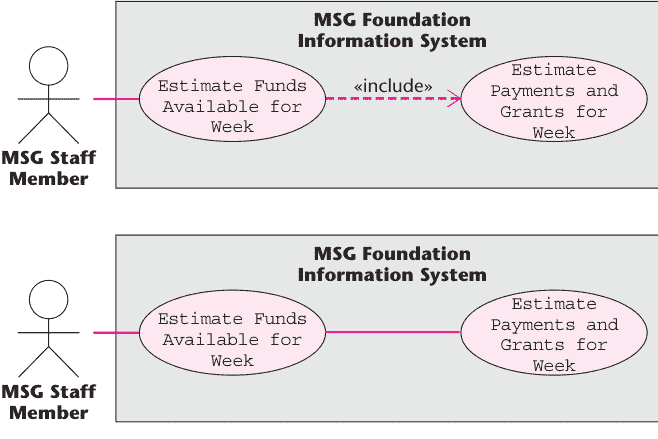 MSG Foundation
Information System
Estimate Funds
Available for
Week
«include»
Estimate
Payments and
Grants for
Week
MSG Staff
Member
MSG Foundation
Information System
Estimate Funds
Available for
Week
Estimate
Payments and
Grants for
Week
MSG Staff
Member